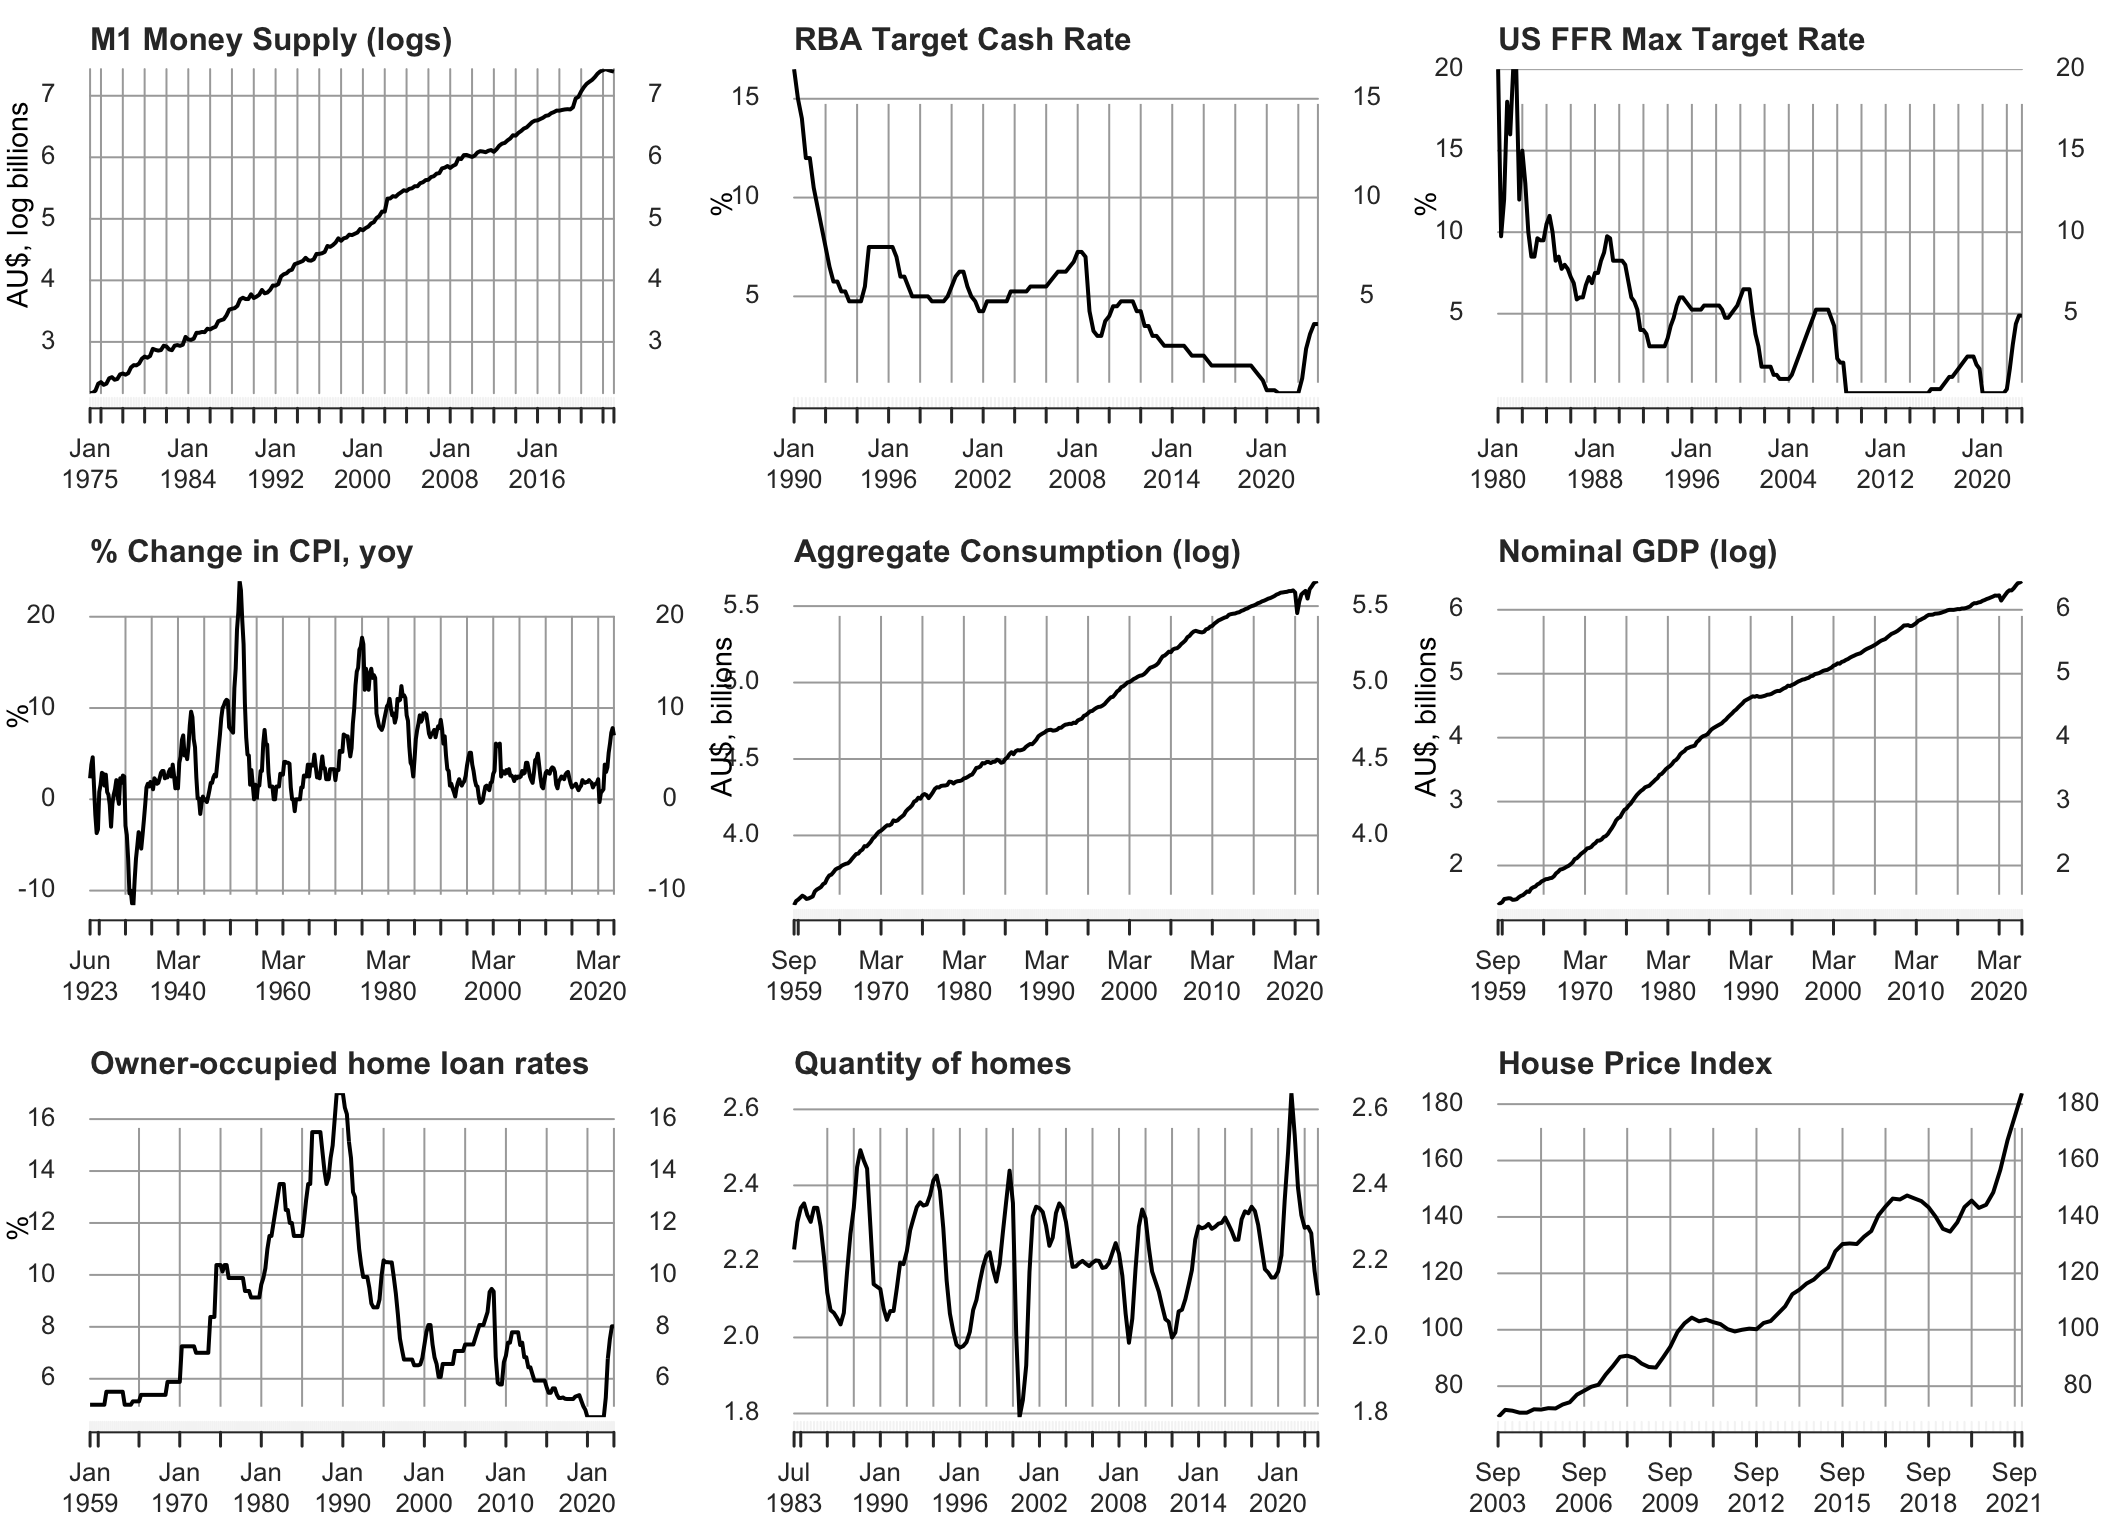 M1 Money Supply (logs)
AU$, log billions
7 7
6 6
5 5
4 4
3 3
Jan Jan Jan Jan Jan Jan
1975 1984 1992 2000 2008 2016
RBA Target Cash Rate
%
15 15
10 10
5 5
Jan Jan Jan Jan Jan Jan
1990 1996 2002 2008 2014 2020
US FFR Max Target Rate
%
20 20
15 15
10 10
5 5
Jan Jan Jan Jan Jan Jan
1980 1988 1996 2004 2012 2020
% Change in CPI, yoy
%
20 20
10 10
0 0
-10 -10
Jun Mar Mar Mar Mar Mar
1923 1940 1960 1980 2000 2020
Aggregate Consumption (log)
AU$, billions
5.5 5.5
5.0 5.0
4.5 4.5
4.0 4.0
Sep Mar Mar Mar Mar Mar Mar
1959 1970 1980 1990 2000 2010 2020
Nominal GDP (log)
AU$, billions
6 6
5 5
4 4
3 3
2 2
Sep Mar Mar Mar Mar Mar Mar
1959 1970 1980 1990 2000 2010 2020
Owner-occupied home loan rates
%
16 16
14 14
12 12
10 10
8 8
6 6
Jan Jan Jan Jan Jan Jan Jan
1959 1970 1980 1990 2000 2010 2020
Quantity of homes
2.6 2.6
2.4 2.4
2.2 2.2
2.0 2.0
1.8 1.8
Jul Jan Jan Jan Jan Jan Jan
1983 1990 1996 2002 2008 2014 2020
House Price Index
180 180
160 160
140 140
120 120
100 100
80 80
Sep Sep Sep Sep Sep Sep Sep
2003 2006 2009 2012 2015 2018 2021